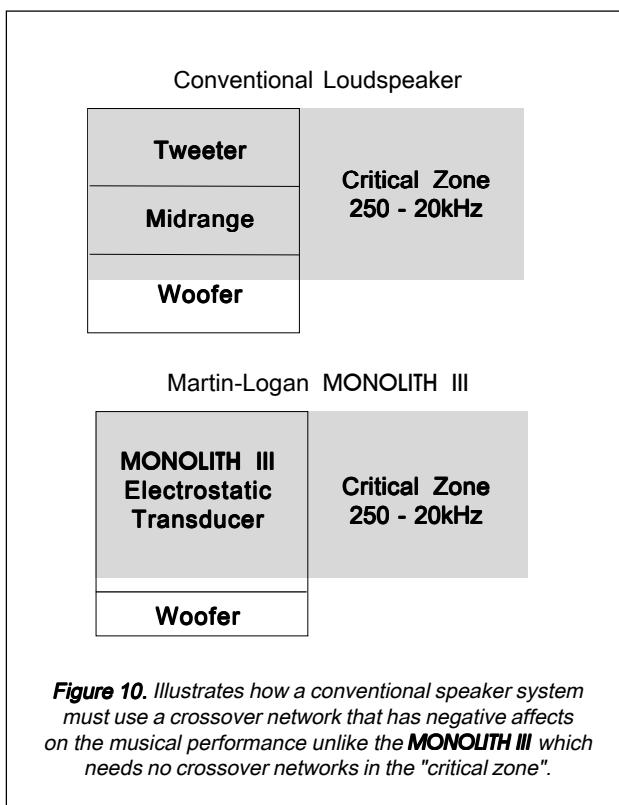 Conventional Loudspeaker
Tweeter
Midrange
Woofer
Critical Zone
250 - 20kHz
Martin-Logan MONOLITH III
MONOLITH III
Electrostatic
Transducer
Woofer
Critical Zone
250 - 20kHz
Figure 10. Illustrates how a conventional speaker system
must use a crossover network that has negative affects
on the musical performance unlike the MONOLITH III which
needs no crossover networks in the "critical zone".